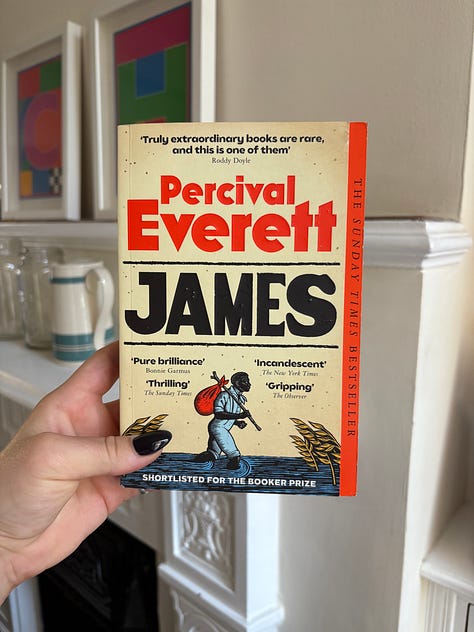 ‘Truly extraordinary books are rare,
and this is one of them’
Roddy Doyle
Percival
Everett
JAMES
‘Pure brilliance’
Bonnie Garmus
‘Incandescent’
The New York Times
‘Thrilling’
The Sunday Times
‘Gripping’
The Observer
SHORTLISTED FOR THE BOOKER PRIZE
THE SUNDAY TIMES BESTSELLER